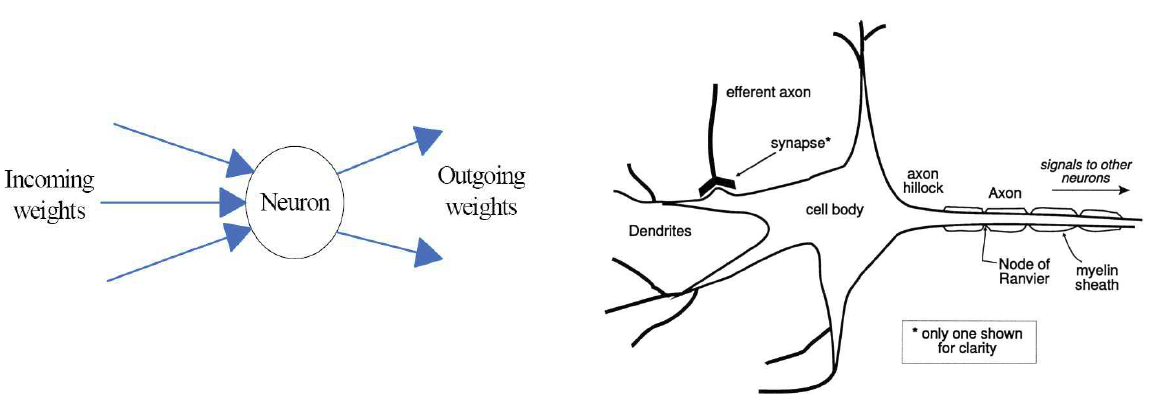 Incoming
weights
Neuron
Outgoing
weights
efferent axon
synapse*
Dendrites
cell body
axon
hillock
Axon
signals to other
neurons
Node of
Ranvier
myelin
sheath
* only one shown
for clarity